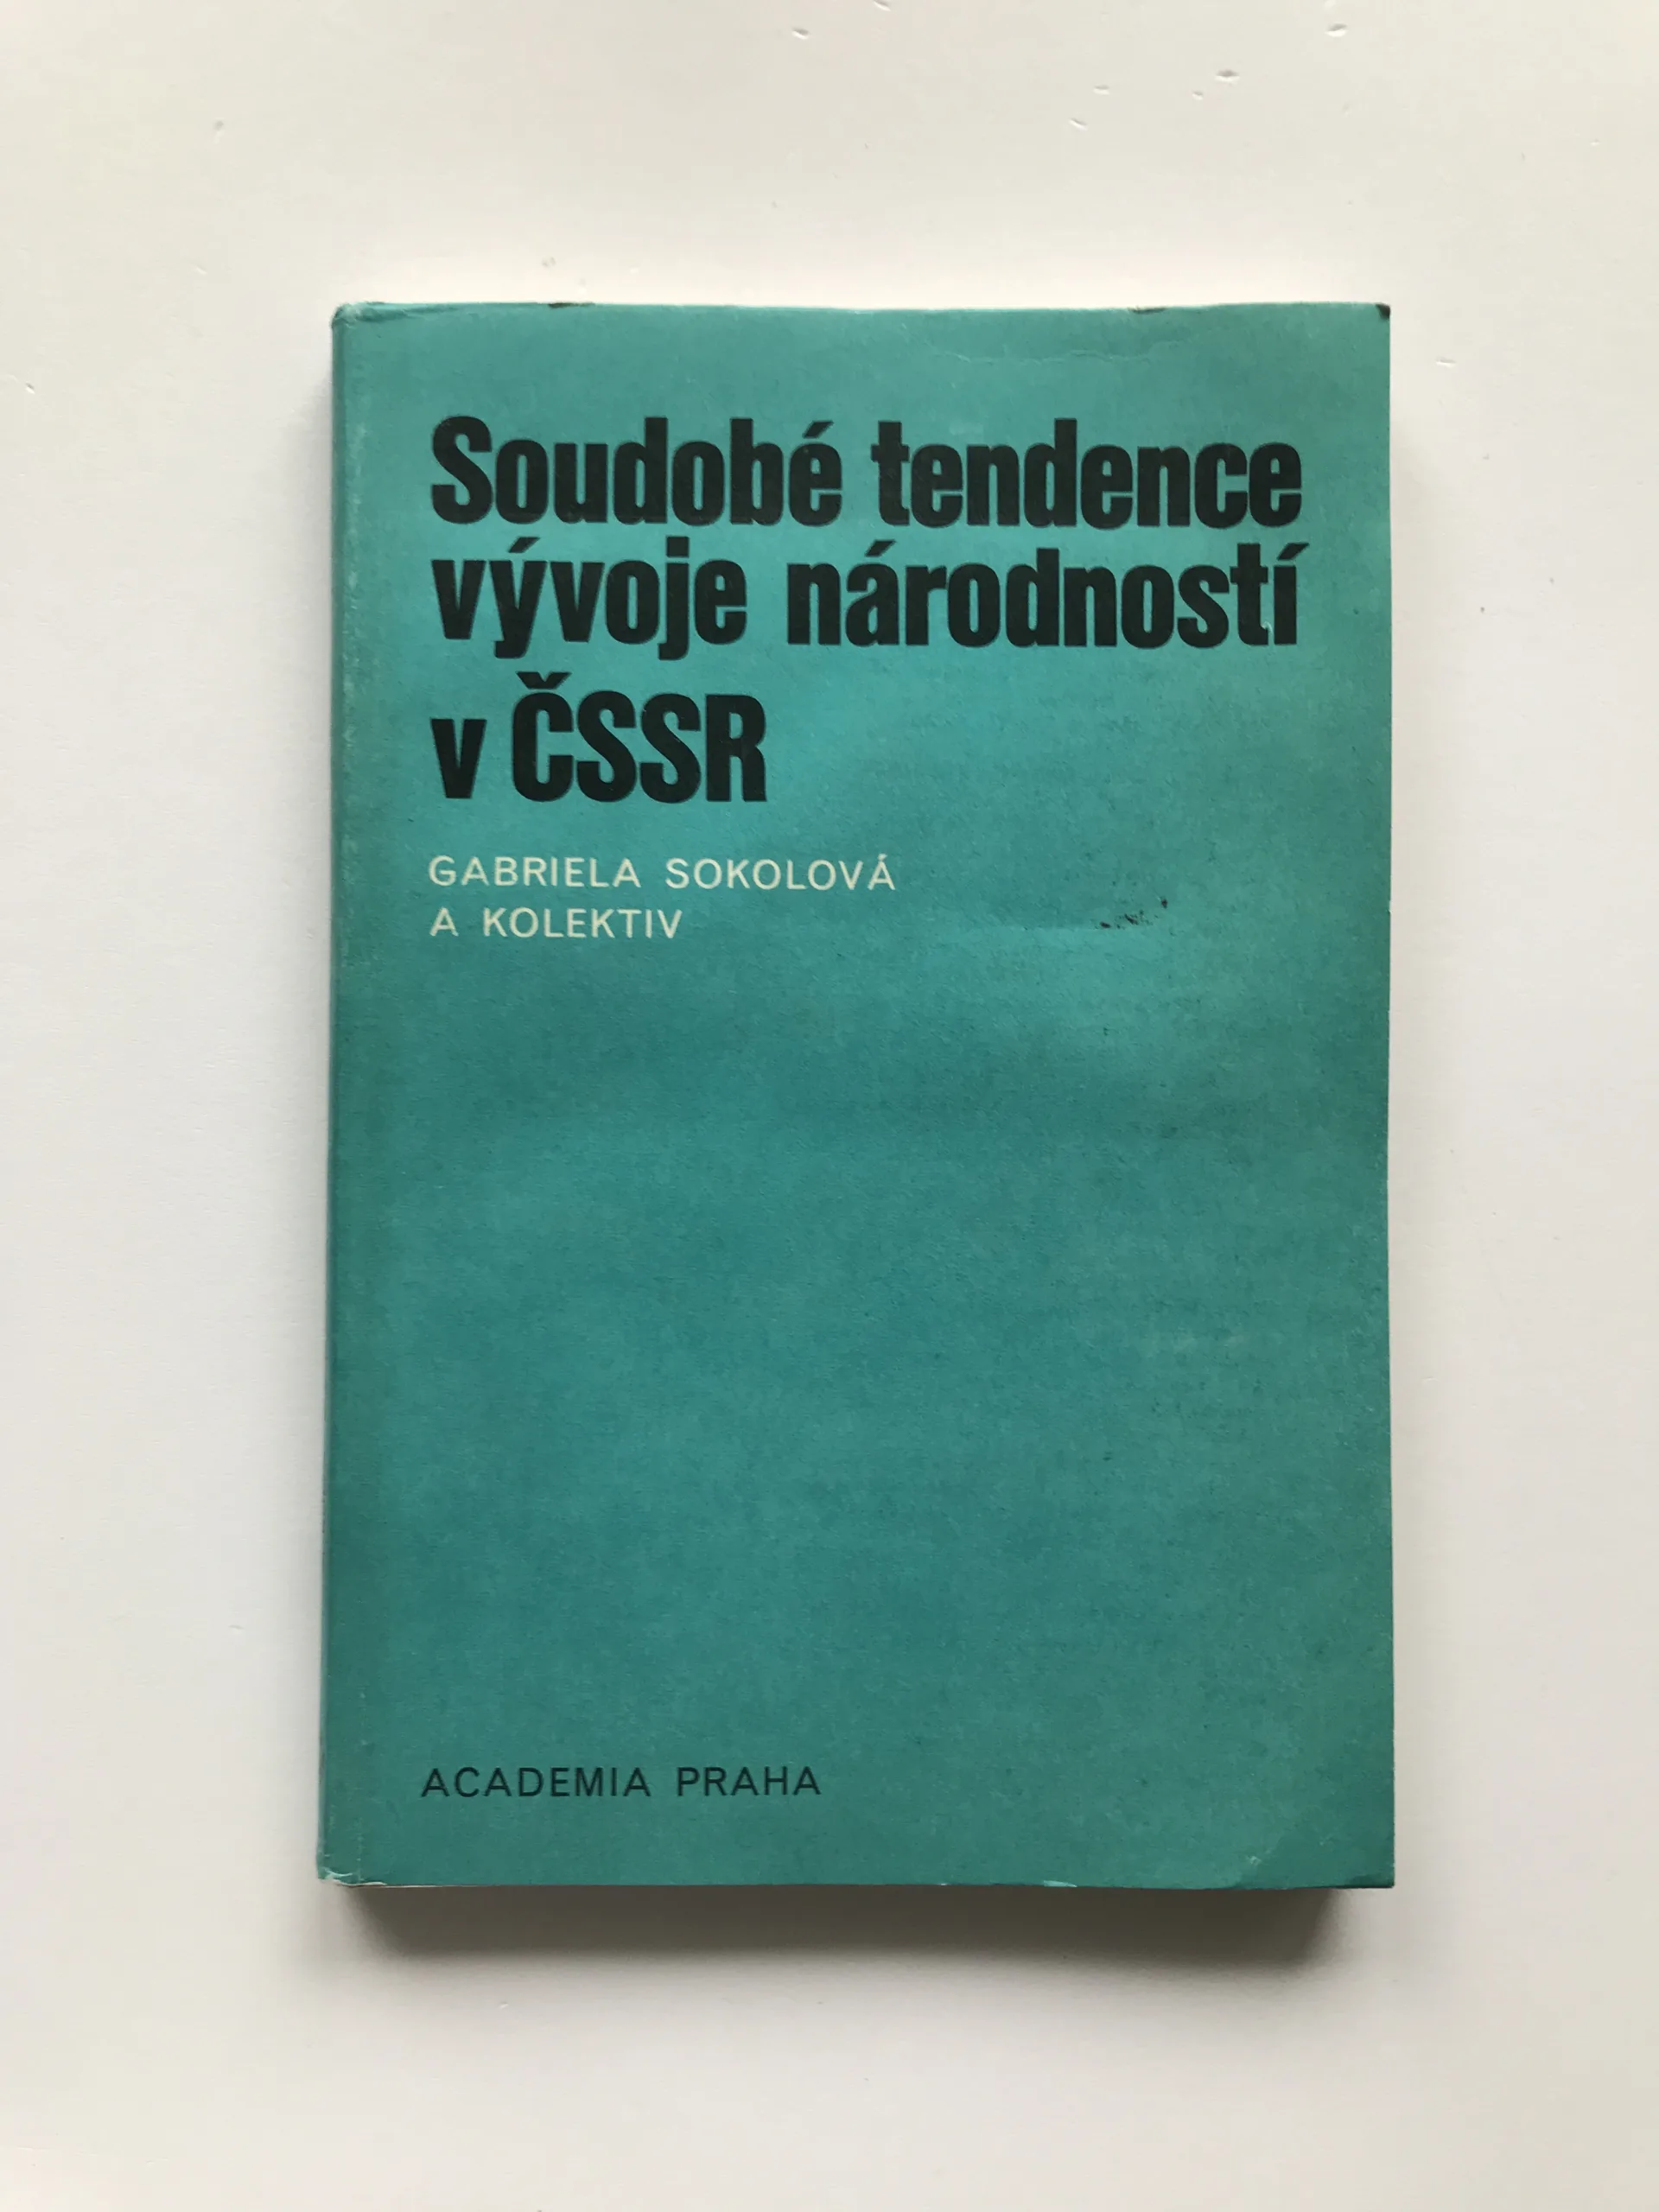 Soudobé tendence
vývoje národností
v ČSSR
GABRIELA SOKOLOVÁ
A KOLEKTIV
ACADEMIA PRAHA